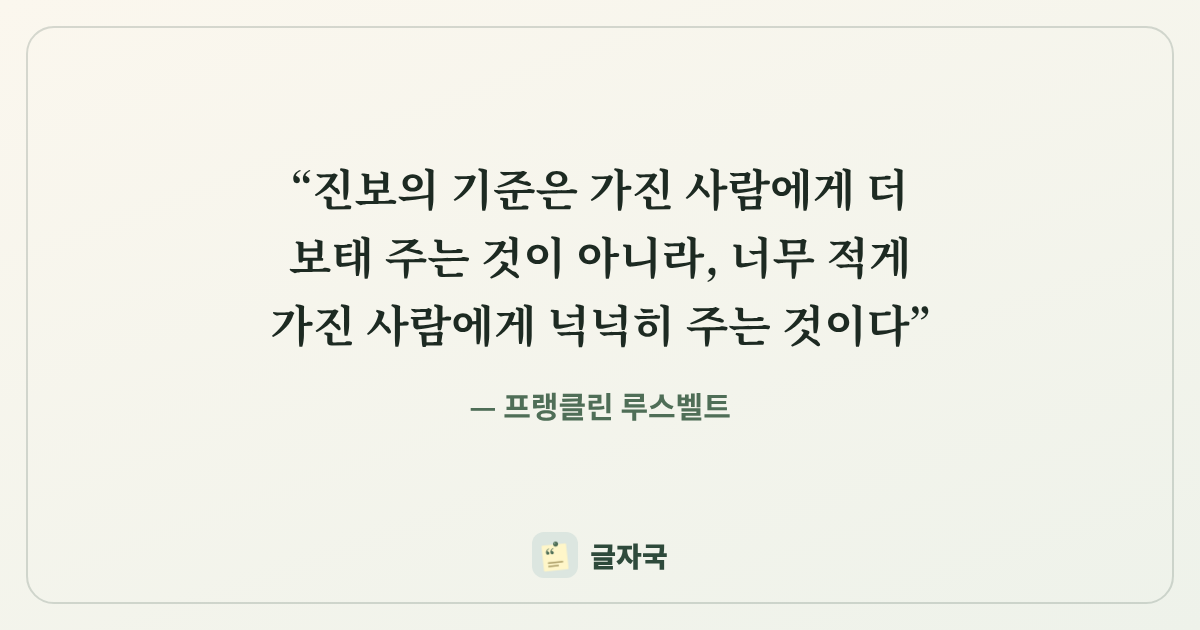 “진보의 기준은 가진 사람에게 더
보태 주는 것이 아니라, 너무 적게
가진 사람에게 넉넉히 주는 것이다”
— 프랭클린 루스벨트
글자국